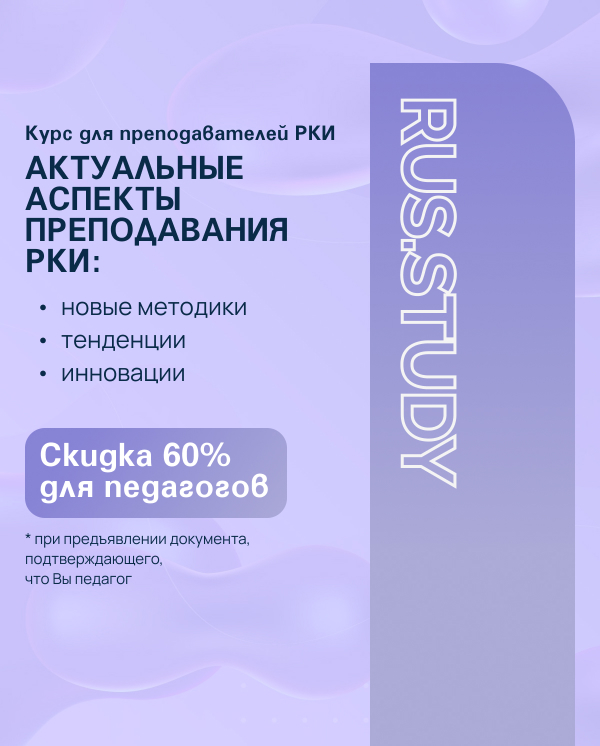 Курс для преподавателей РКИ
АКТУАЛЬНЫЕ
АСПЕКТЫ
ПРЕПОДАВАНИЯ
РКИ:
• новые методики
• тенденции
• инновации
Скидка 60%
для педагогов
* при предъявлении документа,
подтверждающего,
что Вы педагог
RUS.STUDY